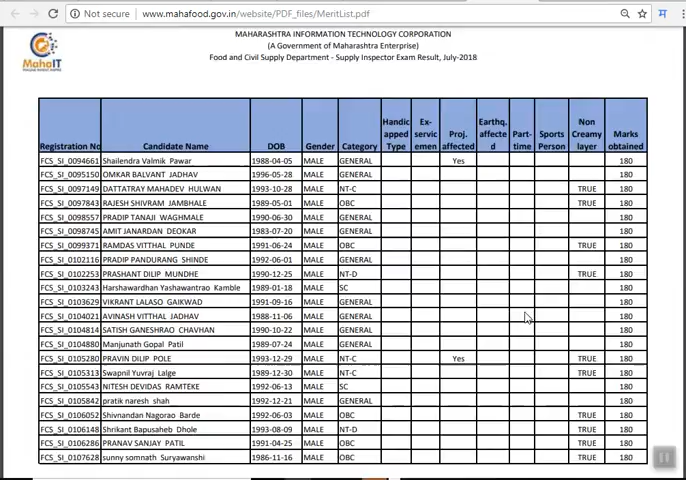 Not secure | www.mahafood.gov.in/website/PDF_files/MeritList.pdf
MAHARASHTRA INFORMATION TECHNOLOGY CORPORATION
(A Government of Maharashtra Enterprise)
Food and Civil Supply Department - Supply Inspector Exam Result, July-2018
MahaIT
Registration No Candidate Name DOB Gender Category Handicapped Type Ex-servicemen Proj. affected Earthq. affected Part-time Sports Person Non Creamy layer Marks obtained
FCS_SI_0094661 Shailendra Valmik Pawar 1988-04-05 MALE GENERAL Yes 180
FCS_SI_0095150 OMKAR BALVANT JADHAV 1996-05-28 MALE GENERAL 180
FCS_SI_0097149 DATTATRAY MAHADEV HULWAN 1993-10-28 MALE NT-C TRUE 180
FCS_SI_0097843 RAJESH SHIVRAM JAMBHALE 1989-05-01 MALE OBC TRUE 180
FCS_SI_0098557 PRADIP TANAJI WAGHMALE 1990-06-30 MALE GENERAL 180
FCS_SI_0098745 AMIT JANARDAN DEOKAR 1983-07-20 MALE GENERAL 180
FCS_SI_0099371 RAMDAS VITTHAL PUNDE 1991-06-24 MALE OBC TRUE 180
FCS_SI_0102116 PRADIP PANDURANG SHINDE 1992-06-01 MALE GENERAL 180
FCS_SI_0102253 PRASHANT DILIP MUNDHE 1990-12-25 MALE NT-D TRUE 180
FCS_SI_0103243 Harshawardhan Yashawantrao Kamble 1989-01-18 MALE SC 180
FCS_SI_0103629 VIKRANT LALASO GAIKWAD 1991-09-16 MALE GENERAL 180
FCS_SI_0104021 AVINASH VITTHAL JADHAV 1988-11-06 MALE GENERAL 180
FCS_SI_0104814 SATISH GANESHRAO CHAVHAN 1990-10-22 MALE GENERAL 180
FCS_SI_0104880 Manjunath Gopal Patil 1989-07-24 MALE GENERAL 180
FCS_SI_0105280 PRAVIN DILIP POLE 1993-12-29 MALE NT-C Yes TRUE 180
FCS_SI_0105313 Swapnil Yuvraj Lalge 1989-12-30 MALE NT-C TRUE 180
FCS_SI_0105543 NITESH DEVIDAS RAMTEKE 1992-06-13 MALE SC 180
FCS_SI_0105842 pratik naresh shah 1992-12-21 MALE GENERAL 180
FCS_SI_0106052 Shivnandan Nagorao Barde 1992-06-03 MALE OBC TRUE 180
FCS_SI_0106148 Shrikant Bapusaheb Dhole 1993-08-09 MALE NT-D TRUE 180
FCS_SI_0106286 PRANAV SANJAY PATIL 1991-04-25 MALE OBC TRUE 180
FCS_SI_0107628 sunny somnath Suryawanshi 1986-11-16 MALE OBC TRUE 180